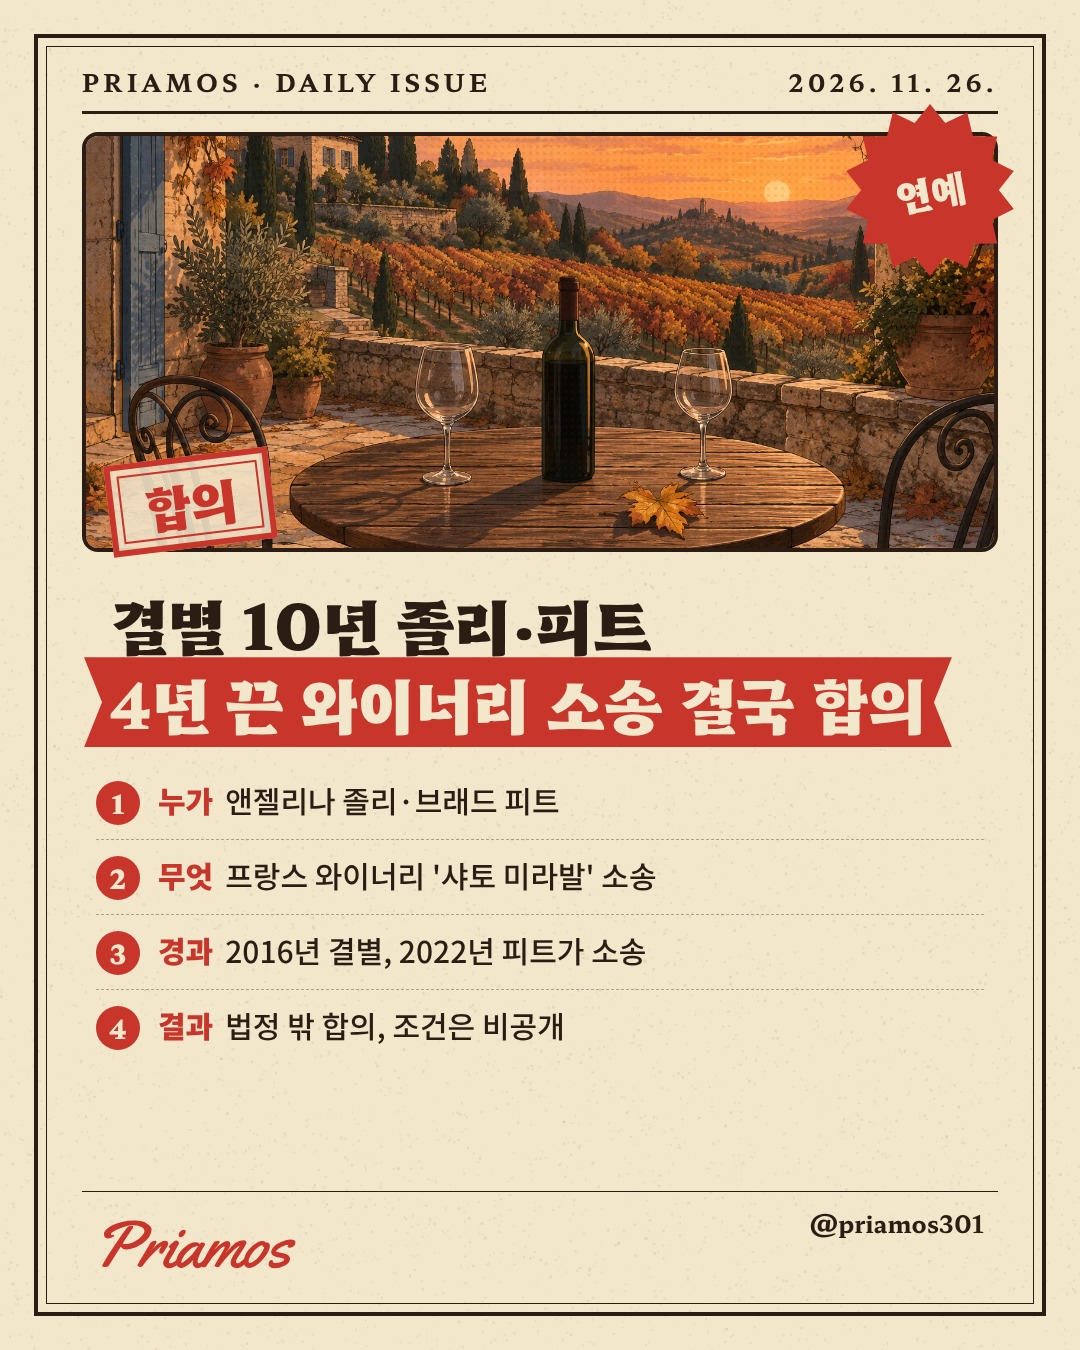 PRIAMOS · DAILY ISSUE
2026. 11. 26.
연예
합의
결별 10년 졸리·피트
4년 끈 와이너리 소송 결국 합의
1 누가 앤젤리나 졸리·브래드 피트
2 무엇 프랑스 와이너리 '샤토 미라발' 소송
3 경과 2016년 결별, 2022년 피트가 소송
4 결과 법정 밖 합의, 조건은 비공개
Priamos
@priamos301